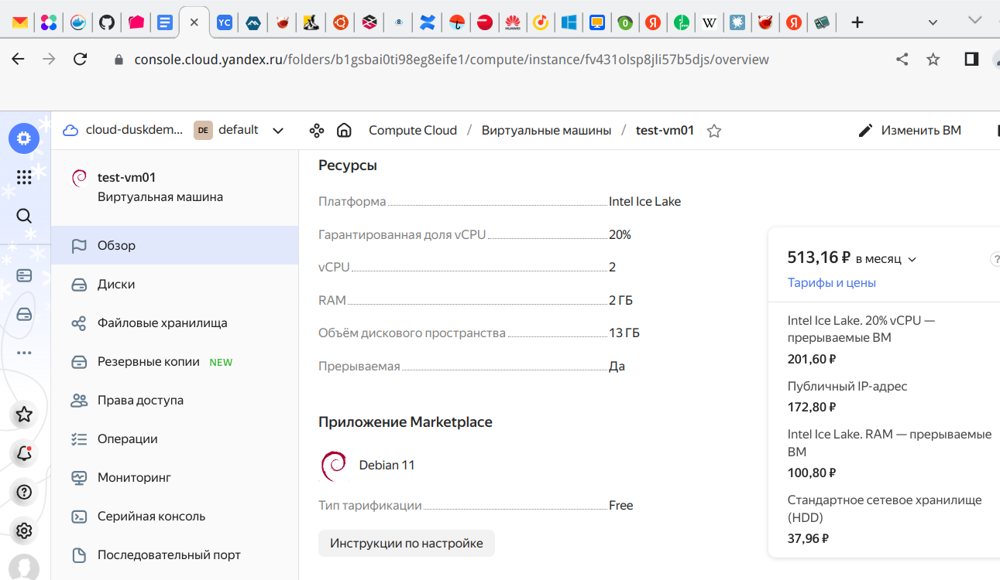 YC
HUAWEI
0
Я
W
Я
console.cloud.yandex.ru/folders/b1gsbai0ti98eg8eife1/compute/instance/fv431olsp8jli57b5djs/overview
cloud-duskdem... DE default
Compute Cloud / Виртуальные машины / test-vm01
Изменить ВМ
test-vm01
Виртуальная машина
Обзор
Диски
Файловые хранилища
Резервные копии NEW
Права доступа
Операции
Мониторинг
Серийная консоль
Последовательный порт
Ресурсы
Платформа Intel Ice Lake
Гарантированная доля vCPU 20%
vCPU 2
RAM 2 ГБ
Объём дискового пространства 13 ГБ
Прерываемая Да
Приложение Marketplace
Debian 11
Тип тарификации Free
Инструкции по настройке
513,16 ₽ в месяц
?
Тарифы и цены
Intel Ice Lake. 20% vCPU —
прерываемые ВМ
201,60 ₽
Публичный IP-адрес
172,80 ₽
Intel Ice Lake. RAM — прерываемые
ВМ
100,80 ₽
Стандартное сетевое хранилище
(HDD)
37,96 ₽